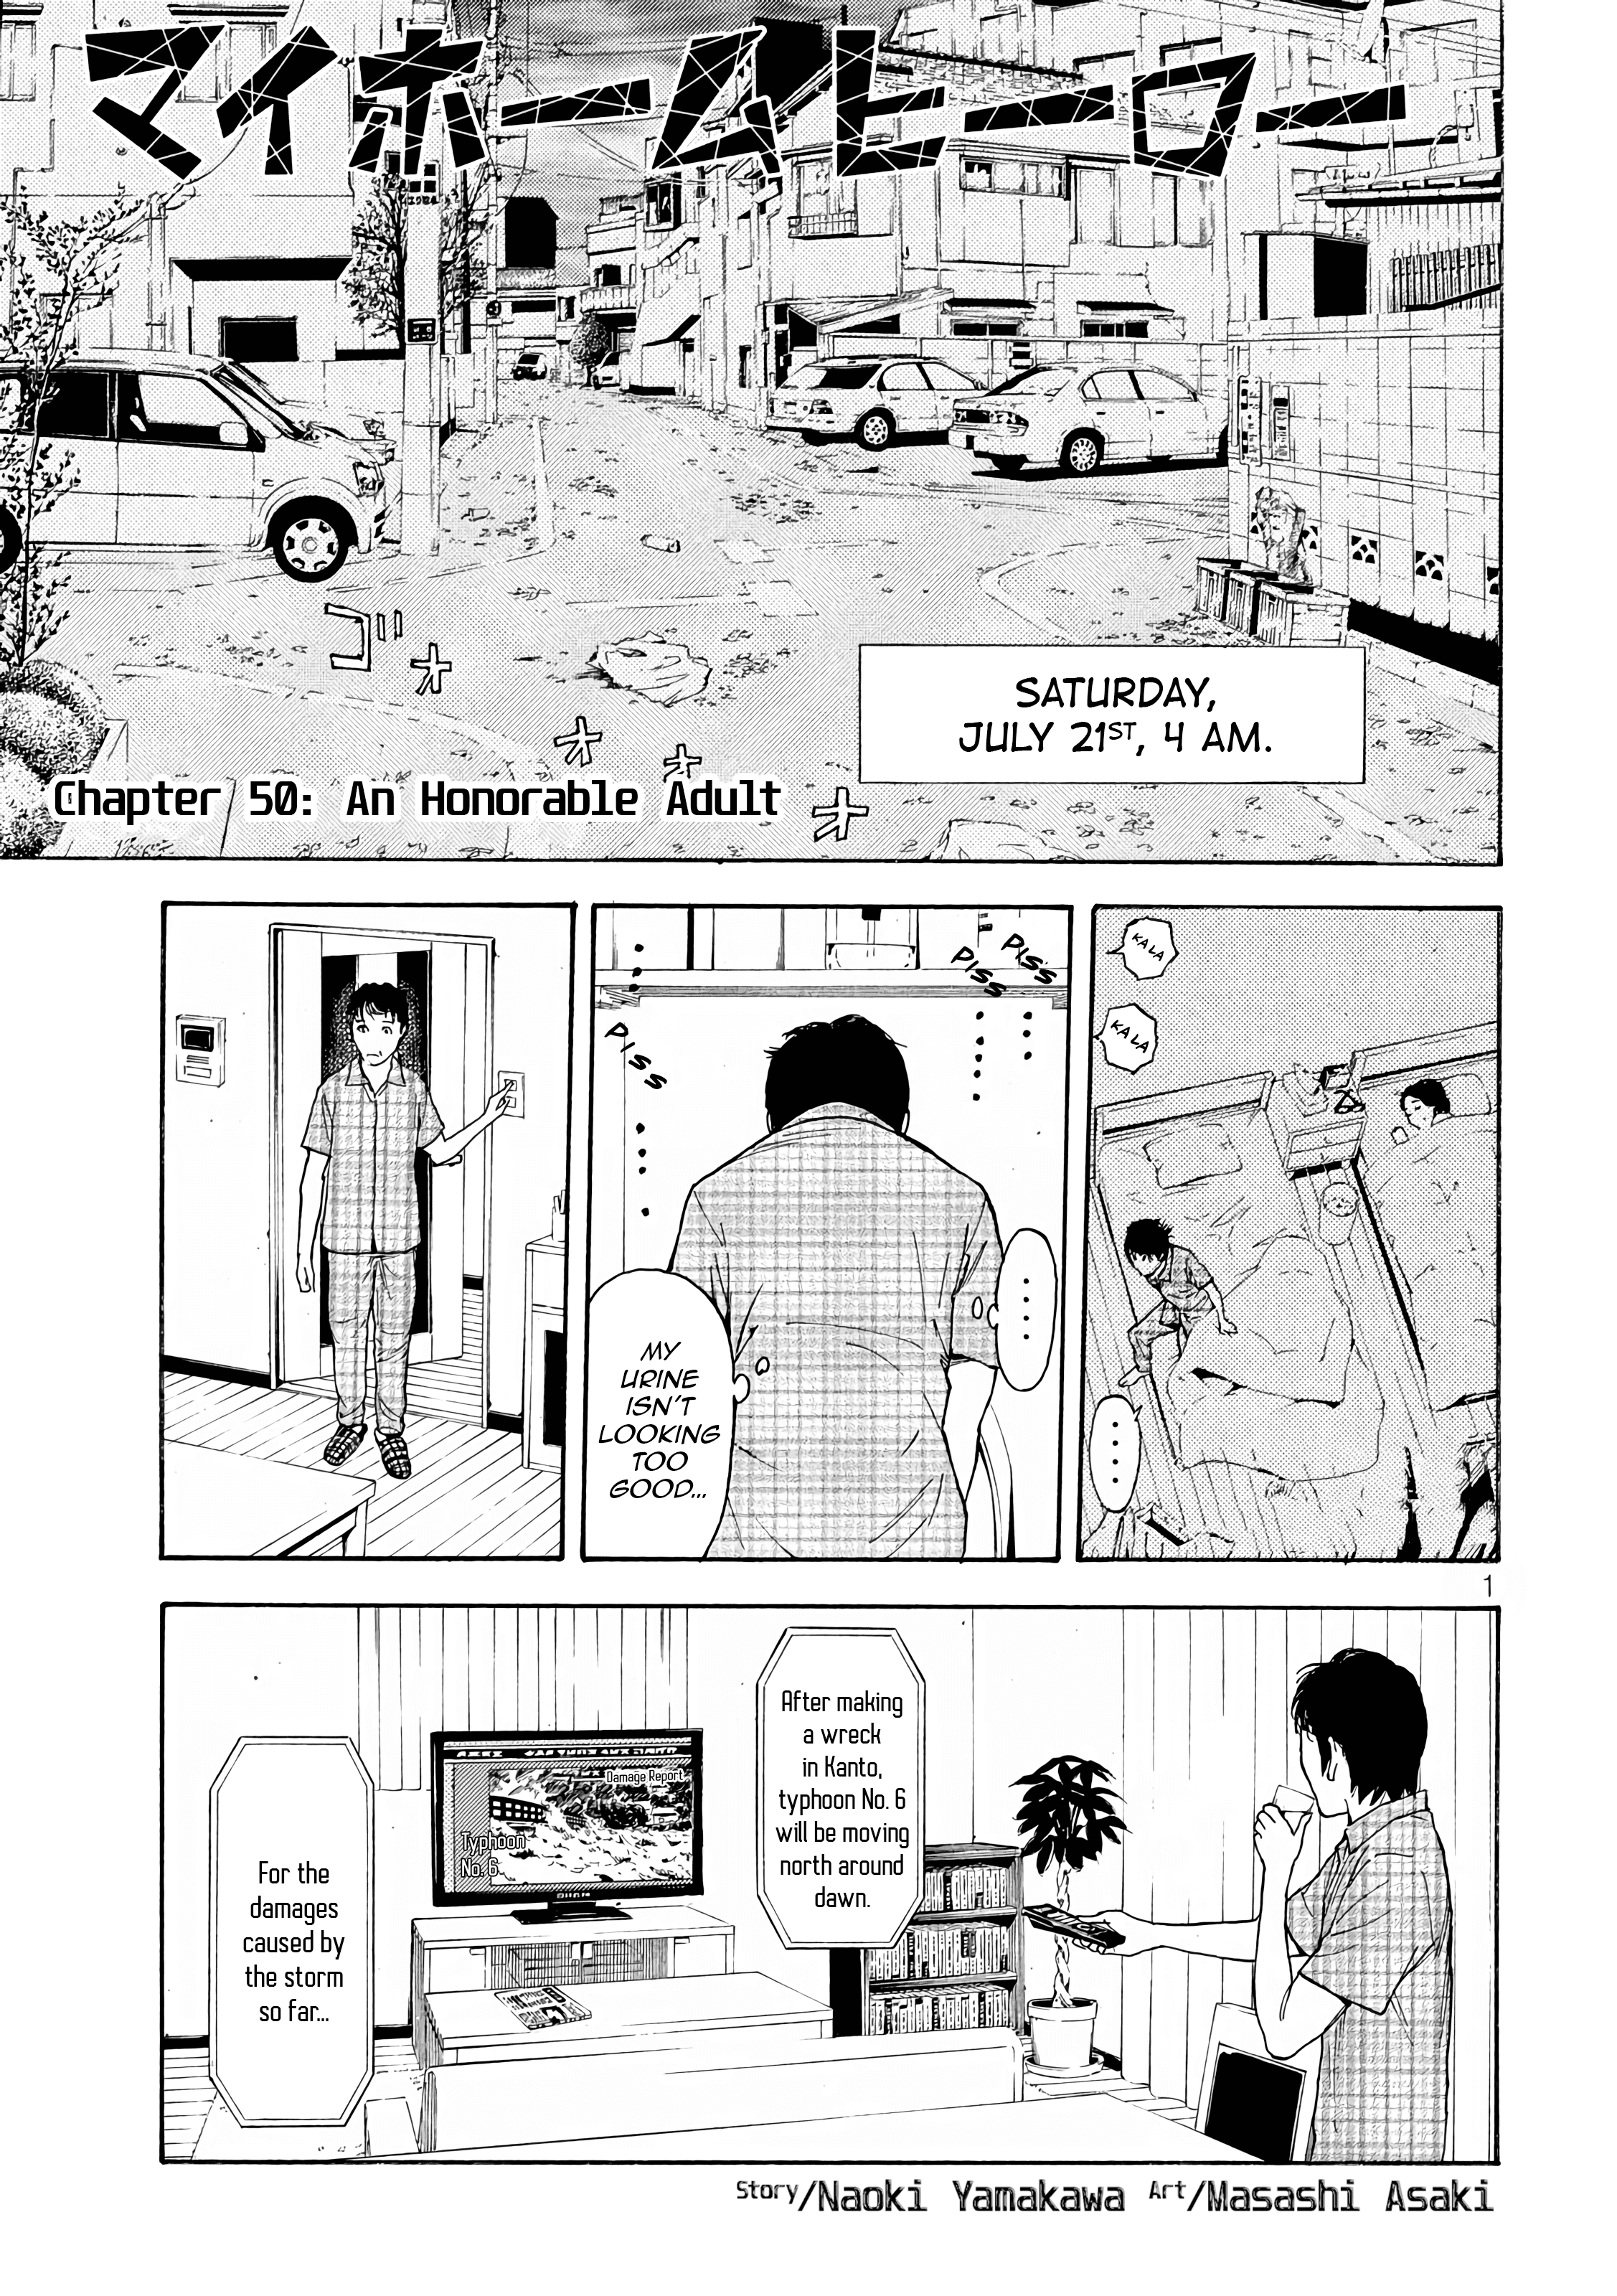 マイホームヒーロー
ゴォォォォ
SATURDAY,
JULY 21ST, 4 AM.
Chapter 50: An Honorable Adult
KALA
KALA
....
PISS
PISS
PISS
....
MY
URINE
ISN'T
LOOKING
TOO
GOOD...
1
After making
a wreck
in Kanto,
typhoon No. 6
will be moving
north around
dawn.
Damage Report
Typhoon
No. 6
For the
damages
caused by
the storm
so far...
Story/Naoki Yamakawa Art/Masashi Asaki